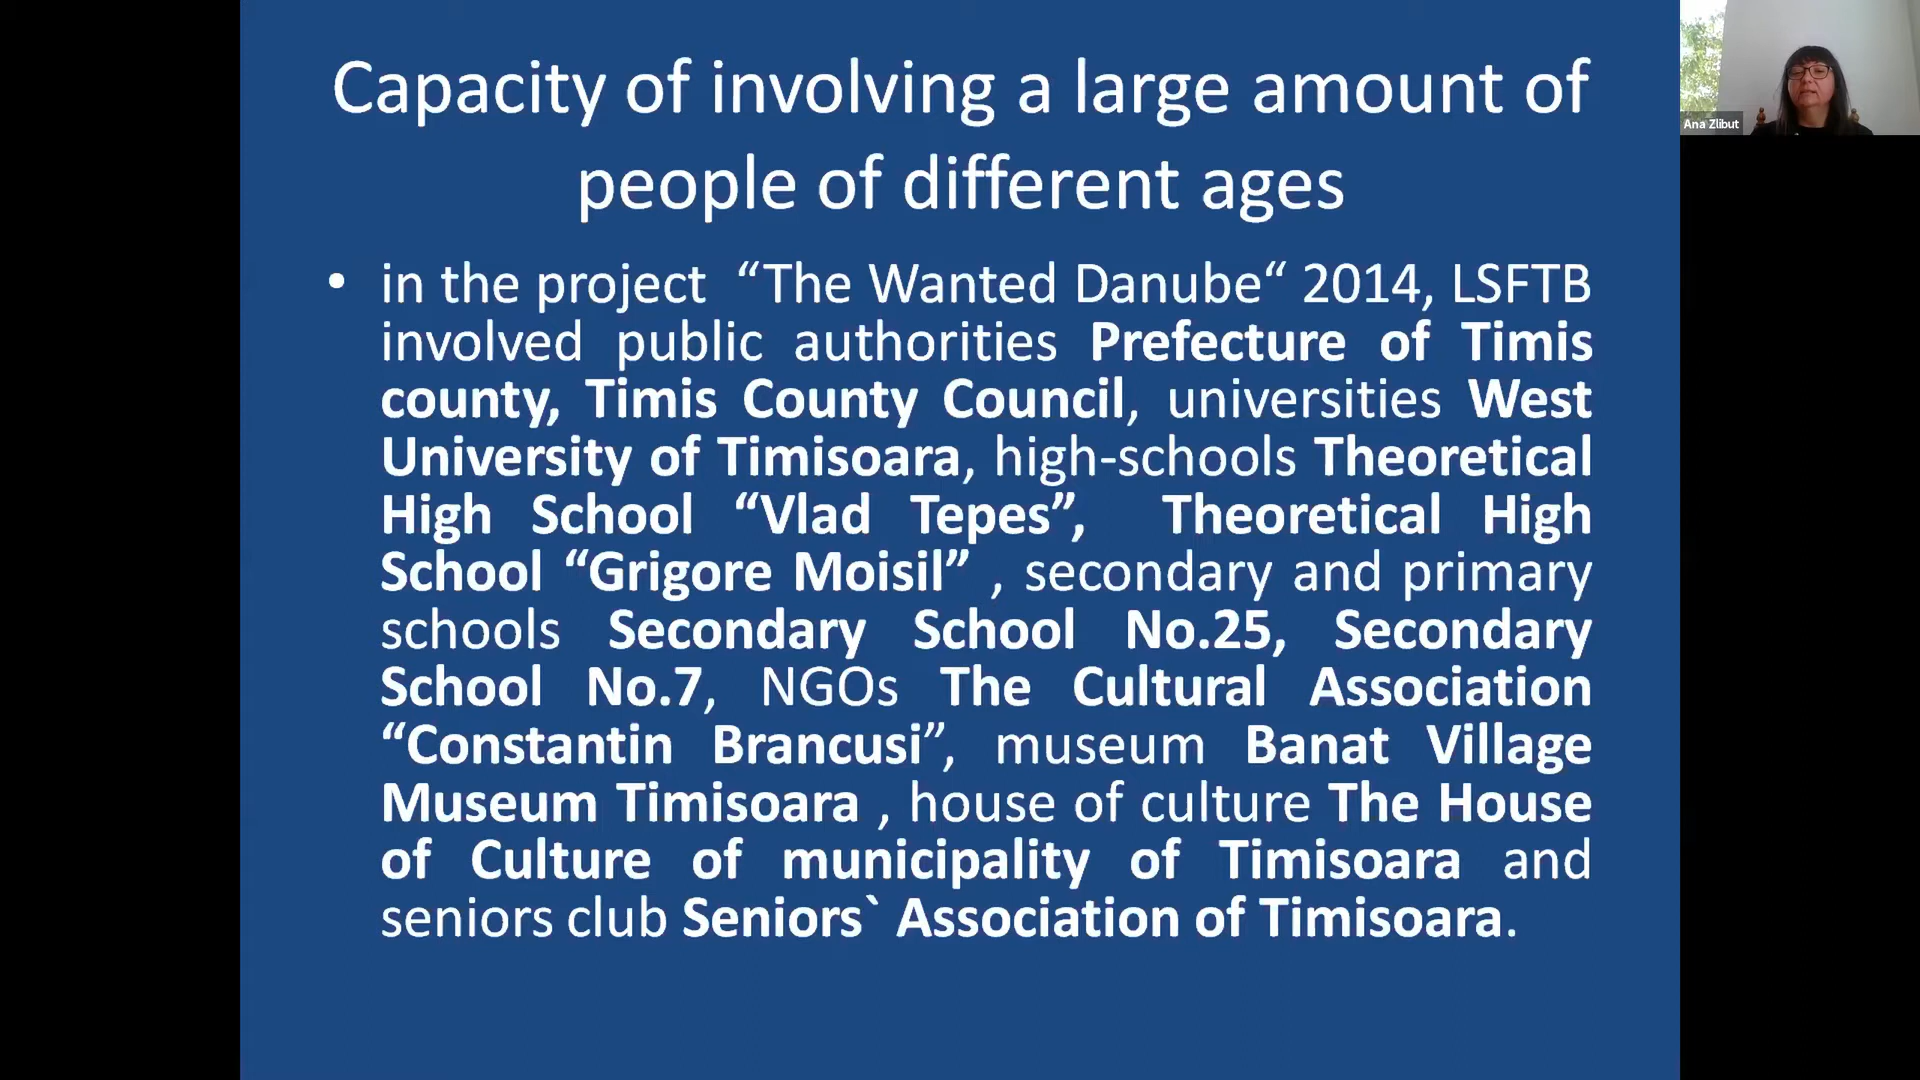 Capacity of involving a large amount of
people of different ages
• in the project “The Wanted Danube“ 2014, LSFTB
involved public authorities Prefecture of Timis
county, Timis County Council, universities West
University of Timisoara, high-schools Theoretical
High School “Vlad Tepes”, Theoretical High
School “Grigore Moisil” , secondary and primary
schools Secondary School No.25, Secondary
School No.7, NGOs The Cultural Association
“Constantin Brancusi”, museum Banat Village
Museum Timisoara , house of culture The House
of Culture of municipality of Timisoara and
seniors club Seniors` Association of Timisoara.
Ana Zlibut